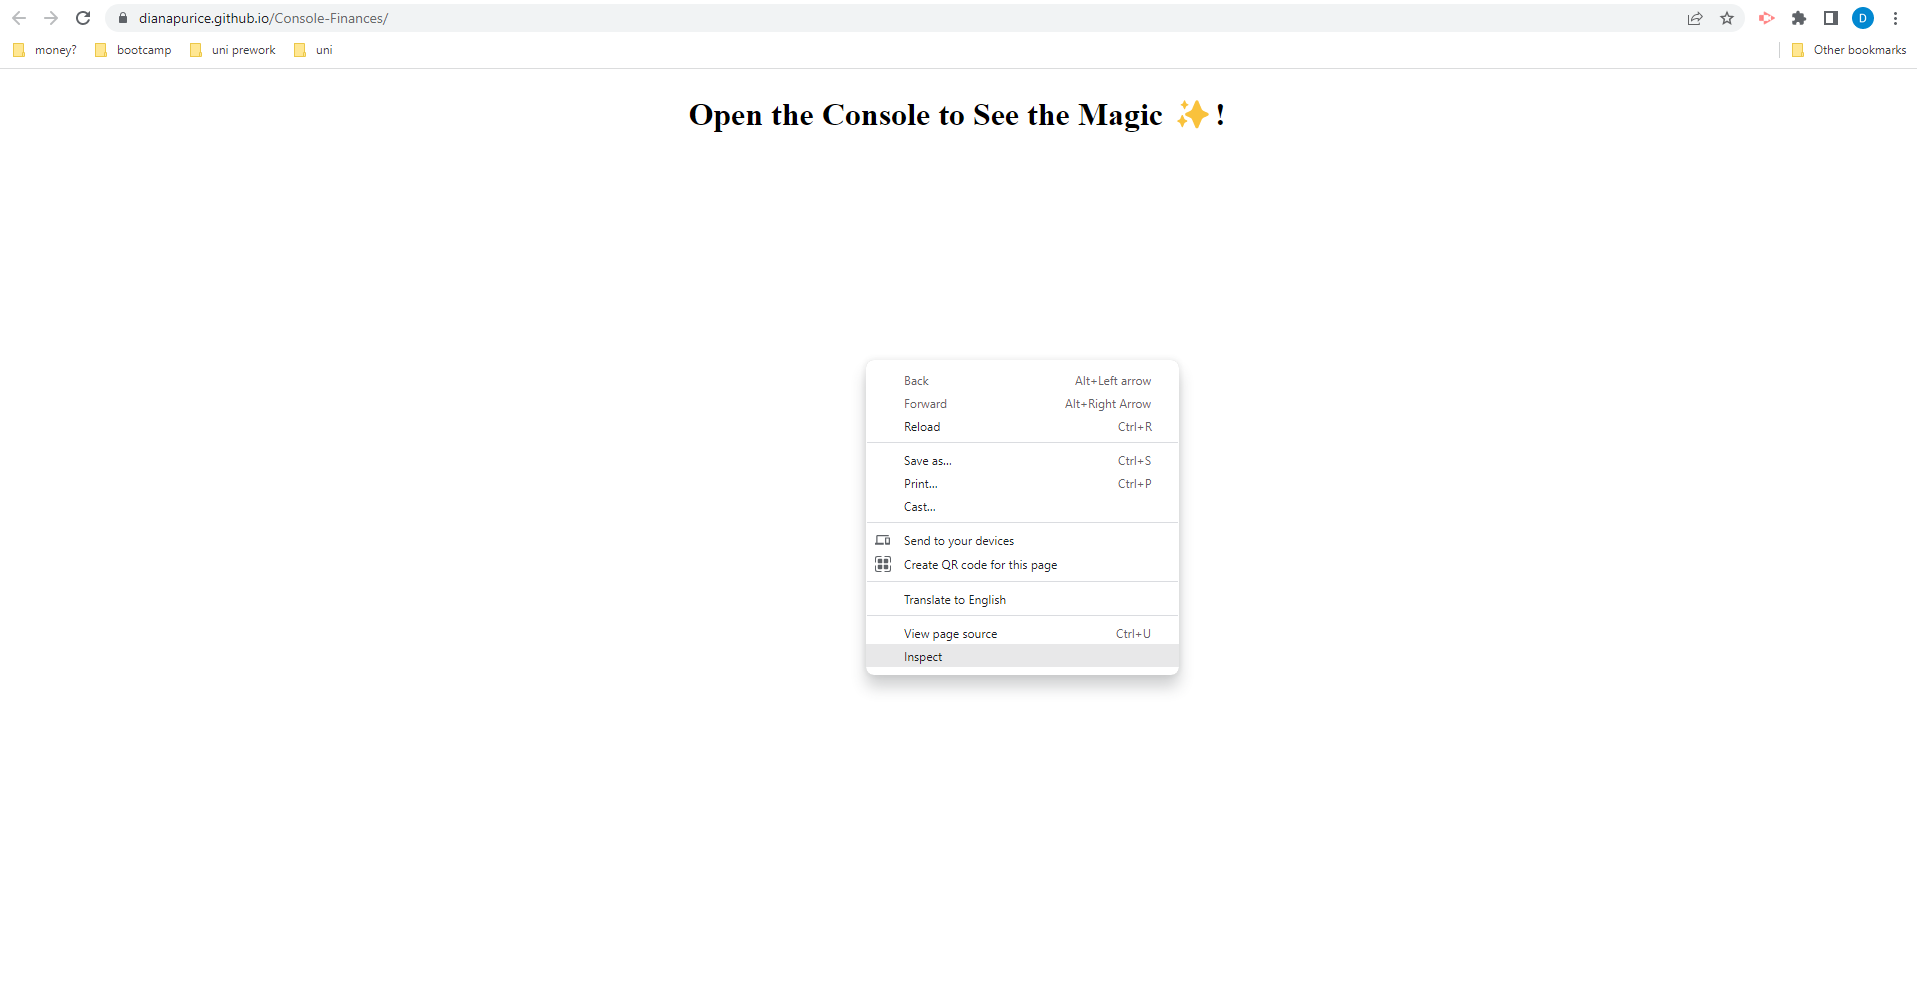 dianapurice.github.io/Console-Finances/
D
money? bootcamp uni prework uni Other bookmarks
Open the Console to See the Magic ✨!
Back Alt+Left arrow
Forward Alt+Right Arrow
Reload Ctrl+R
Save as... Ctrl+S
Print... Ctrl+P
Cast...
Send to your devices
Create QR code for this page
Translate to English
View page source Ctrl+U
Inspect